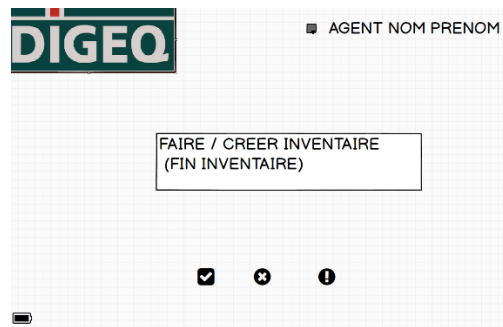 DIGEQ
AGENT NOM PRENOM
FAIRE / CREER INVENTAIRE
(FIN INVENTAIRE)